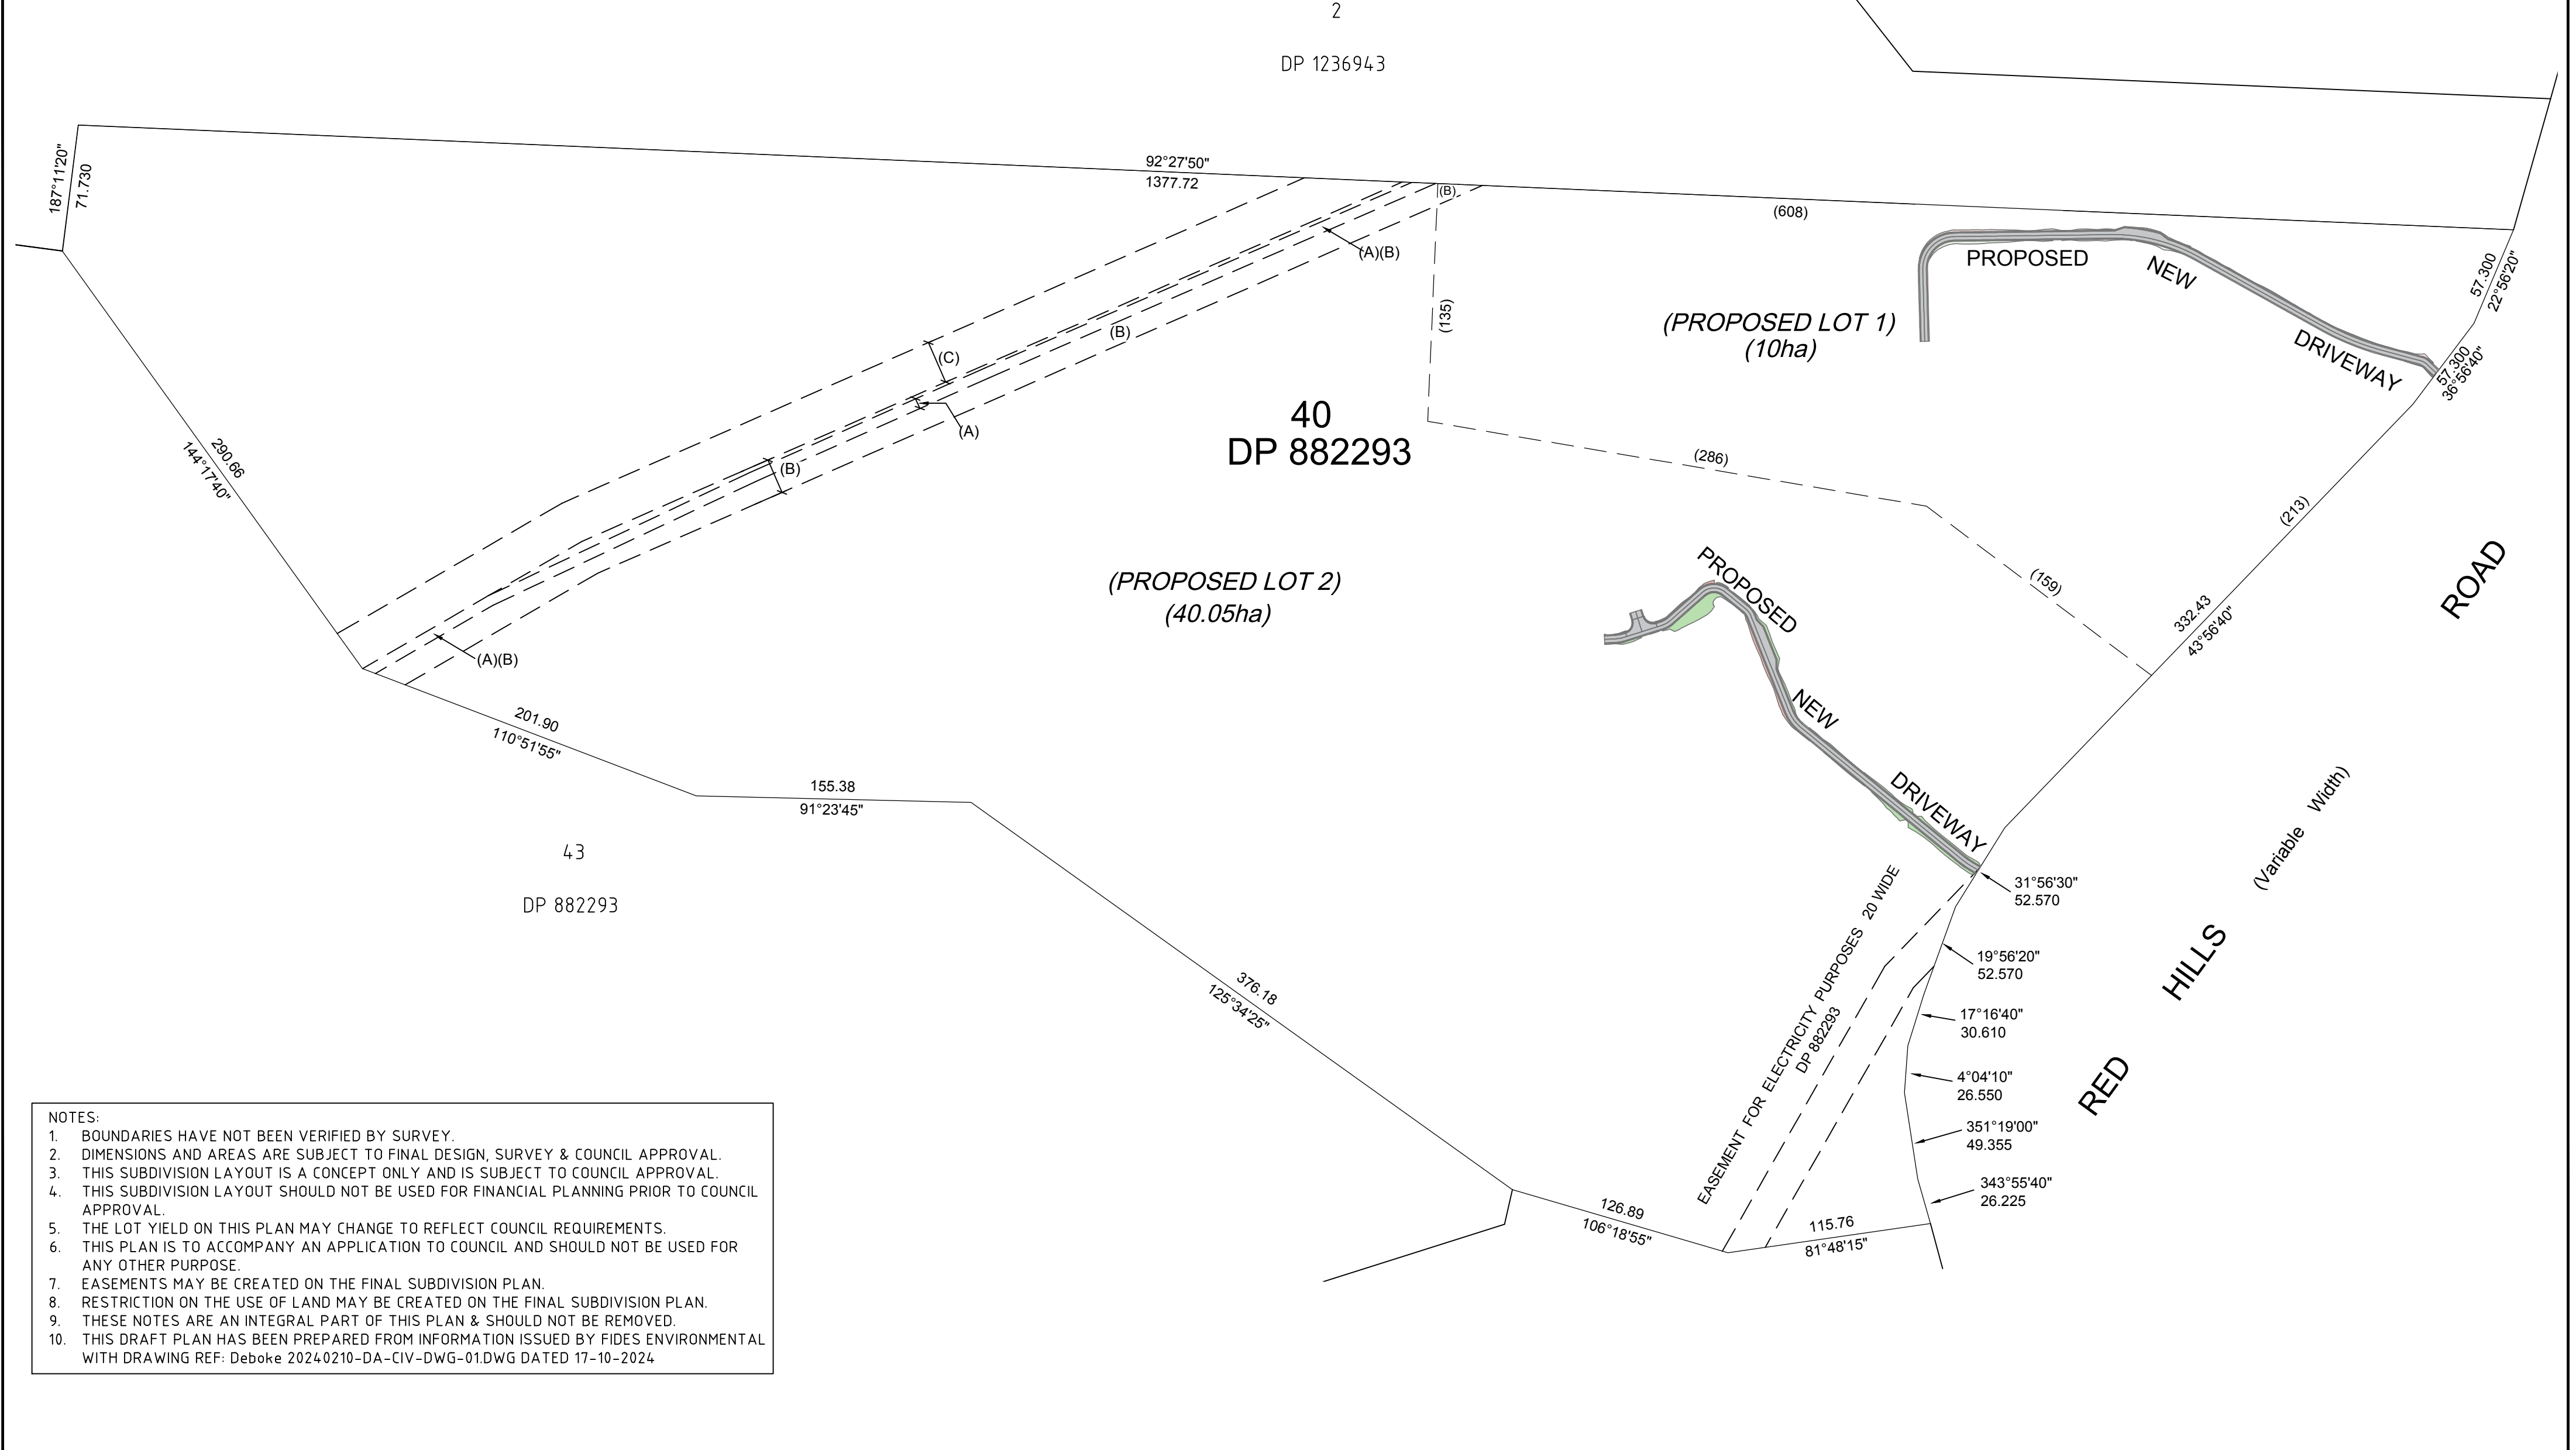 2
DP 1236943
187°11'20"
71.730
92°27'50"
1377.72
(B)
(608)
(A)(B)
PROPOSED
NEW
DRIVEWAY
57.300
22°56'20"
57.300
36°56'40"
(135)
(PROPOSED LOT 1)
(10ha)
(B)
(C)
(A)
40
DP 882293
(286)
290.66
144°17'40"
(B)
(213)
ROAD
(PROPOSED LOT 2)
(40.05ha)
PROPOSED
NEW
DRIVEWAY
(159)
332.43
43°56'40"
(A)(B)
201.90
110°51'55"
155.38
91°23'45"
43
DP 882293
(Variable Width)
HILLS
RED
31°56'30"
52.570
19°56'20"
52.570
17°16'40"
30.610
4°04'10"
26.550
351°19'00"
49.355
343°55'40"
26.225
EASEMENT FOR ELECTRICITY PURPOSES 20 WIDE
DP 882293
376.18
125°34'25"
126.89
106°18'55"
115.76
81°48'15"
NOTES:
1. BOUNDARIES HAVE NOT BEEN VERIFIED BY SURVEY.
2. DIMENSIONS AND AREAS ARE SUBJECT TO FINAL DESIGN, SURVEY & COUNCIL APPROVAL.
3. THIS SUBDIVISION LAYOUT IS A CONCEPT ONLY AND IS SUBJECT TO COUNCIL APPROVAL.
4. THIS SUBDIVISION LAYOUT SHOULD NOT BE USED FOR FINANCIAL PLANNING PRIOR TO COUNCIL
APPROVAL.
5. THE LOT YIELD ON THIS PLAN MAY CHANGE TO REFLECT COUNCIL REQUIREMENTS.
6. THIS PLAN IS TO ACCOMPANY AN APPLICATION TO COUNCIL AND SHOULD NOT BE USED FOR
ANY OTHER PURPOSE.
7. EASEMENTS MAY BE CREATED ON THE FINAL SUBDIVISION PLAN.
8. RESTRICTION ON THE USE OF LAND MAY BE CREATED ON THE FINAL SUBDIVISION PLAN.
9. THESE NOTES ARE AN INTEGRAL PART OF THIS PLAN & SHOULD NOT BE REMOVED.
10. THIS DRAFT PLAN HAS BEEN PREPARED FROM INFORMATION ISSUED BY FIDES ENVIRONMENTAL
WITH DRAWING REF: Deboke 20240210-DA-CIV-DWG-01.DWG DATED 17-10-2024